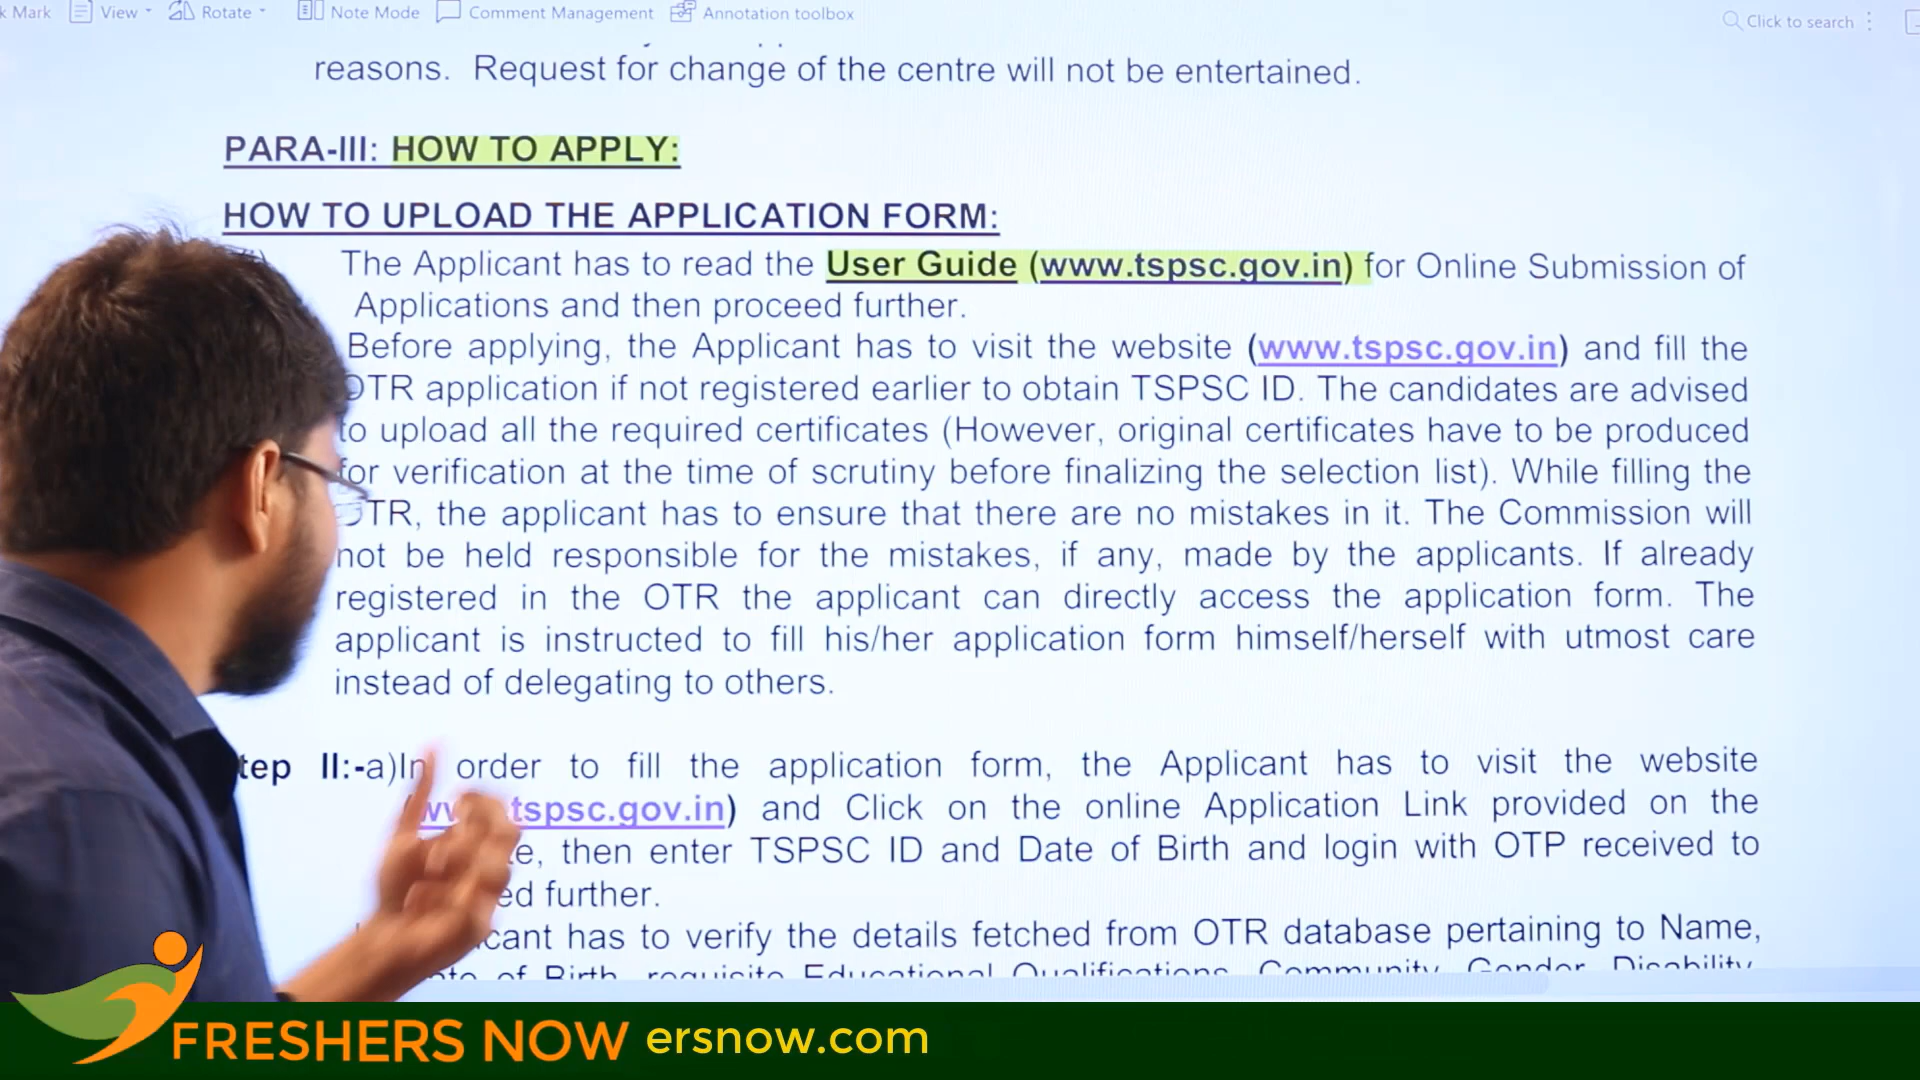 Mark View Rotate Note Mode Comment Management Annotation toolbox Click to search
reasons. Request for change of the centre will not be entertained.
PARA-III: HOW TO APPLY:
HOW TO UPLOAD THE APPLICATION FORM:
The Applicant has to read the User Guide (www.tspsc.gov.in) for Online Submission of
Applications and then proceed further.
Before applying, the Applicant has to visit the website (www.tspsc.gov.in) and fill the
OTR application if not registered earlier to obtain TSPSC ID. The candidates are advised
to upload all the required certificates (However, original certificates have to be produced
for verification at the time of scrutiny before finalizing the selection list). While filling the
OTR, the applicant has to ensure that there are no mistakes in it. The Commission will
not be held responsible for the mistakes, if any, made by the applicants. If already
registered in the OTR the applicant can directly access the application form. The
applicant is instructed to fill his/her application form himself/herself with utmost care
instead of delegating to others.
tep II:-a)In order to fill the application form, the Applicant has to visit the website
tspsc.gov.in) and Click on the online Application Link provided on the
te, then enter TSPSC ID and Date of Birth and login with OTP received to
ed further.
cant has to verify the details fetched from OTR database pertaining to Name,
of Birth, requisite Educational Qualifications, Community, Gender, Disability,
FRESHERS NOW ersnow.com